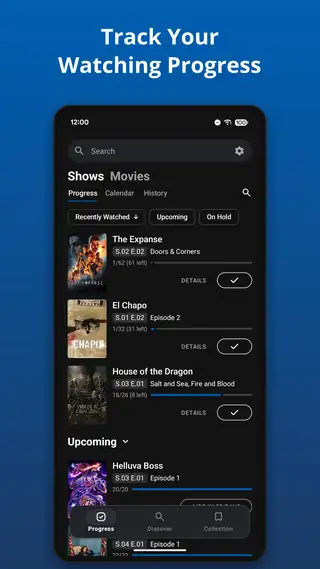 Track Your
Watching Progress
12:00
100
Search
Shows Movies
Progress Calendar History
Recently Watched ↓ Upcoming On Hold
The Expanse
S.02 E.02 Doors & Corners
1/62 (61 left)
DETAILS
El Chapo
S.01 E.02 Episode 2
1/32 (31 left)
DETAILS
House of the Dragon
S.03 E.01 Salt and Sea, Fire and Blood
18/26 (8 left)
DETAILS
Upcoming
Helluva Boss
S.03 E.01 Episode 1
20/20
Progress Discover Collection
S.04 E.01 Episode 1
22/22